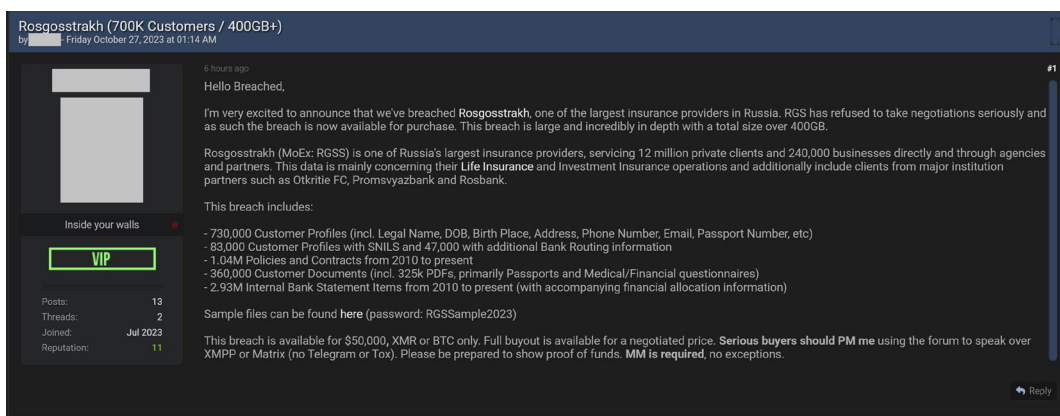 Rosgosstrakh (700K Customers / 400GB+)
by - Friday October 27, 2023 at 01:14 AM
6 hours ago
#1
Hello Breached,
I'm very excited to announce that we've breached Rosgosstrakh, one of the largest insurance providers in Russia. RGS has refused to take negotiations seriously and
as such the breach is now available for purchase. This breach is large and incredibly in depth with a total size over 400GB.
Rosgosstrakh (MoEx: RGSS) is one of Russia's largest insurance providers, servicing 12 million private clients and 240,000 businesses directly and through agencies
and partners. This data is mainly concerning their Life Insurance and Investment Insurance operations and additionally include clients from major institution
partners such as Otkritie FC, Promsvyazbank and Rosbank.
This breach includes:
- 730,000 Customer Profiles (incl. Legal Name, DOB, Birth Place, Address, Phone Number, Email, Passport Number, etc)
- 83,000 Customer Profiles with SNILS and 47,000 with additional Bank Routing information
- 1.04M Policies and Contracts from 2010 to present
- 360,000 Customer Documents (incl. 325k PDFs, primarily Passports and Medical/Financial questionnaires)
- 2.93M Internal Bank Statement Items from 2010 to present (with accompanying financial allocation information)
Sample files can be found here (password: RGSSample2023)
This breach is available for $50,000, XMR or BTC only. Full buyout is available for a negotiated price. Serious buyers should PM me using the forum to speak over
XMPP or Matrix (no Telegram or Tox). Please be prepared to show proof of funds. MM is required, no exceptions.
Inside your walls
VIP
Posts: 13
Threads: 2
Joined: Jul 2023
Reputation: 11
Reply